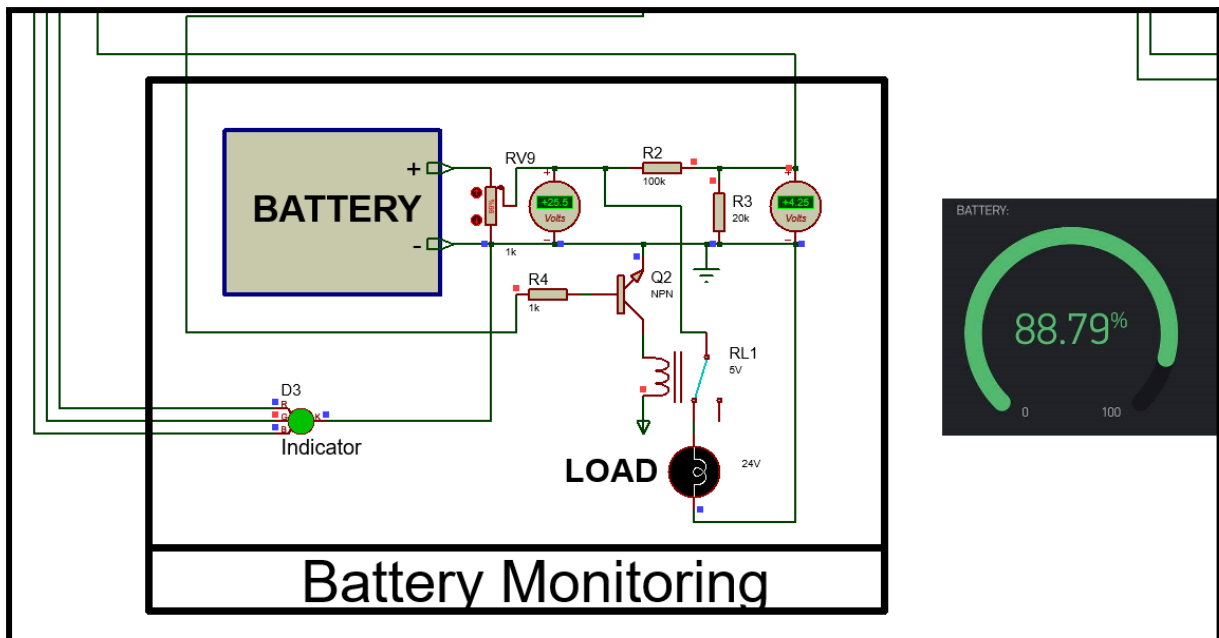 BATTERY
+
-
RV9
99%
1k
+
+25.5
Volts
-
R2
100k
R3
20k
+
+4.25
Volts
-
R4
1k
Q2
NPN
RL1
5V
D3
R
G
B
K
Indicator
LOAD
24V
Battery Monitoring
BATTERY:
88.79%
0
100